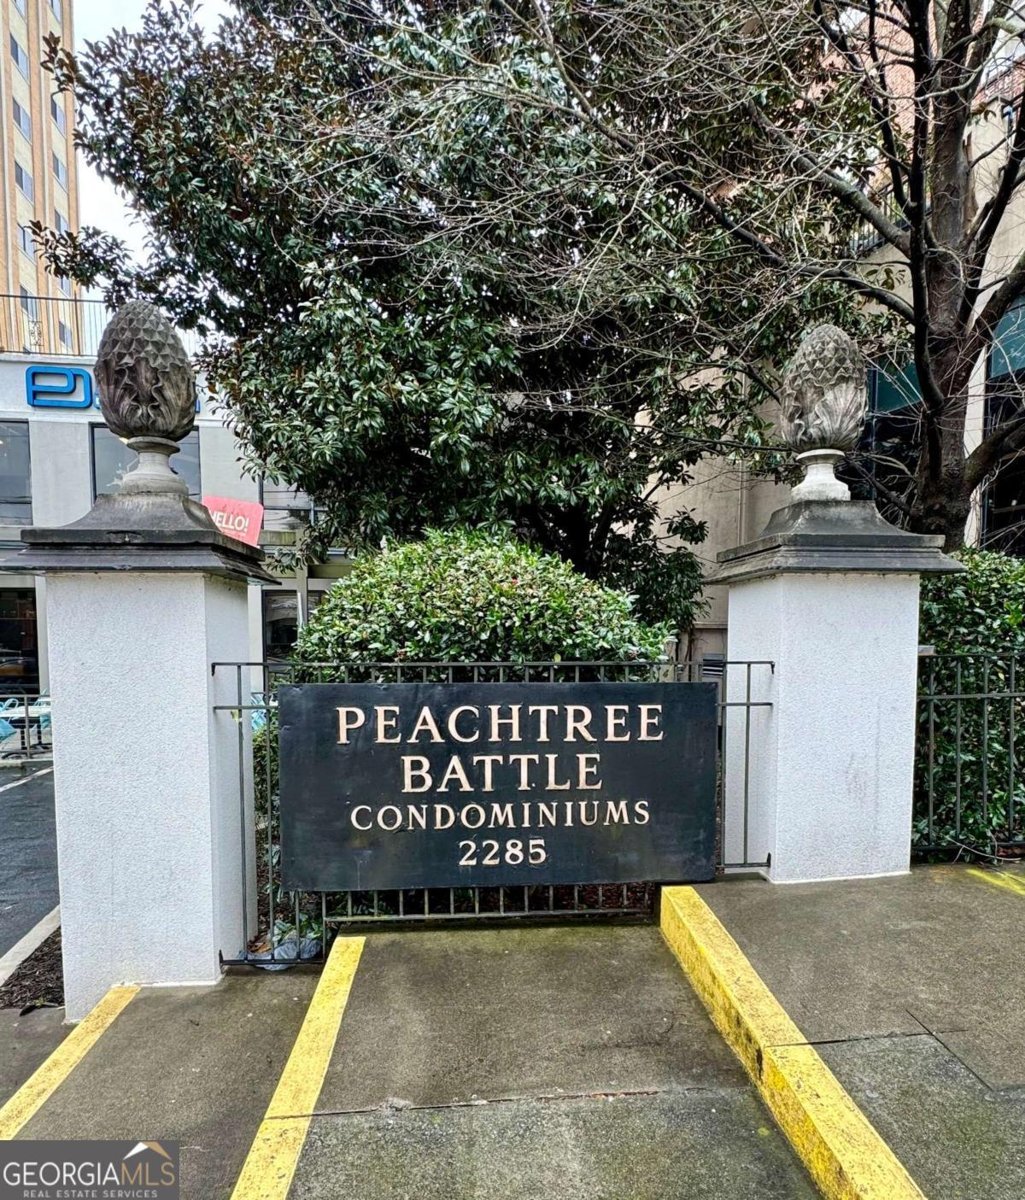 HELLO!
PEACHTREE
BATTLE
CONDOMINIUMS
2285
GEORGIAMLS
REAL ESTATE SERVICES